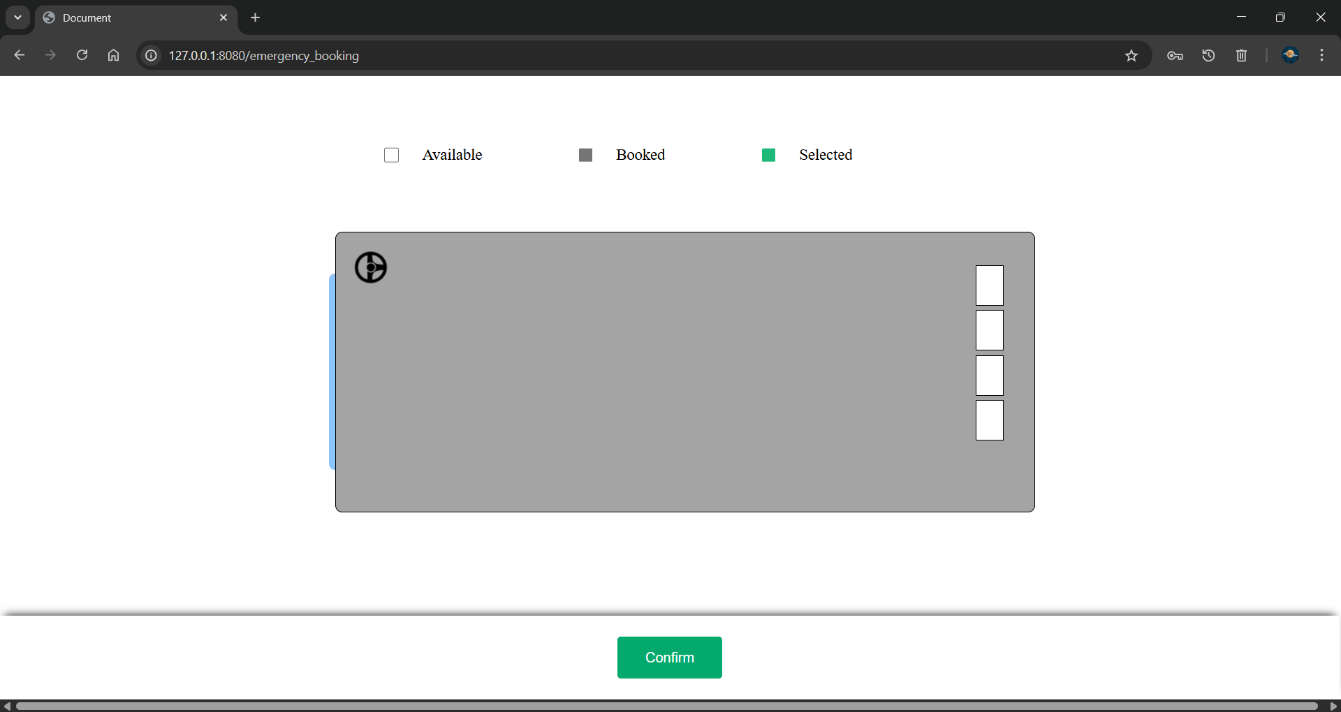 Document
127.0.0.1:8080/emergency_booking
Available
Booked
Selected
Confirm